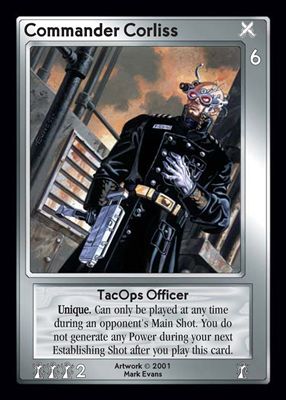 Commander Corliss
6
TacOps Officer
Unique. Can only be played at any time
during an opponent's Main Shot. You do
not generate any Power during your next
Establishing Shot after you play this card.
Artwork © 2001
Mark Evans
2